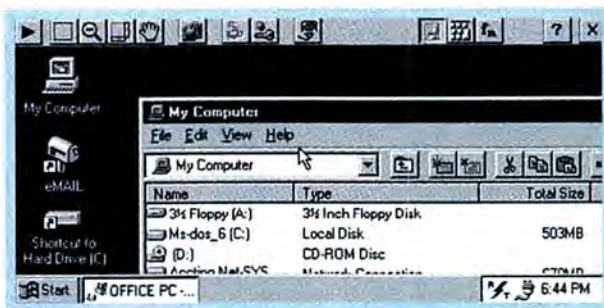 My Computer
eMAIL
Shortcut to
Hard Drive (C)
My Computer
File Edit View Help
My Computer
Name Type Total Size
3½ Floppy (A:) 3½ Inch Floppy Disk
Ms-dos_6 (C:) Local Disk 503MB
(D:) CD-ROM Disc
Network Connection
Start OFFICE PC -... 6:44 PM